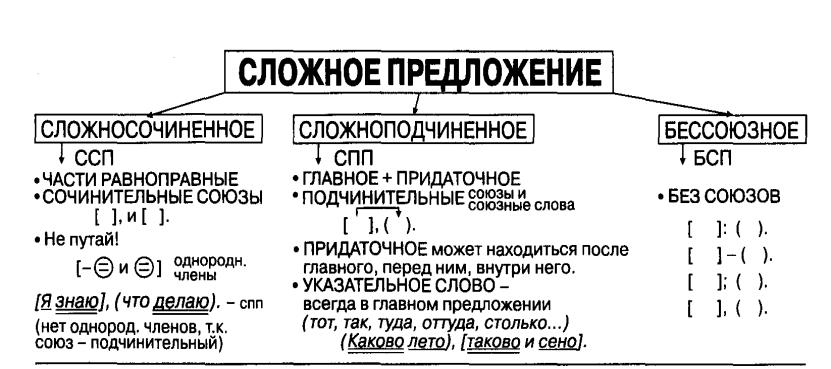 СЛОЖНОЕ ПРЕДЛОЖЕНИЕ
СЛОЖНОСОЧИНЕННОЕ
ССП
• ЧАСТИ РАВНОПРАВНЫЕ
• СОЧИНИТЕЛЬНЫЕ СОЮЗЫ
[ ], и [ ].
• Не путай!
[– и ] однородн. члены
[Я знаю], (что делаю). – спп
(нет однород. членов, т.к.
союз – подчинительный)
СЛОЖНОПОДЧИНЕННОЕ
СПП
• ГЛАВНОЕ + ПРИДАТОЧНОЕ
• ПОДЧИНИТЕЛЬНЫЕ союзы и союзные слова
[ ], ( ).
• ПРИДАТОЧНОЕ может находиться после
главного, перед ним, внутри него.
• УКАЗАТЕЛЬНОЕ СЛОВО –
всегда в главном предложении
(тот, так, туда, оттуда, столько...)
(Каково лето), [таково и сено].
БЕССОЮЗНОЕ
БСП
• БЕЗ СОЮЗОВ
[ ]: ( ).
[ ] – ( ).
[ ]; ( ).
[ ], ( ).